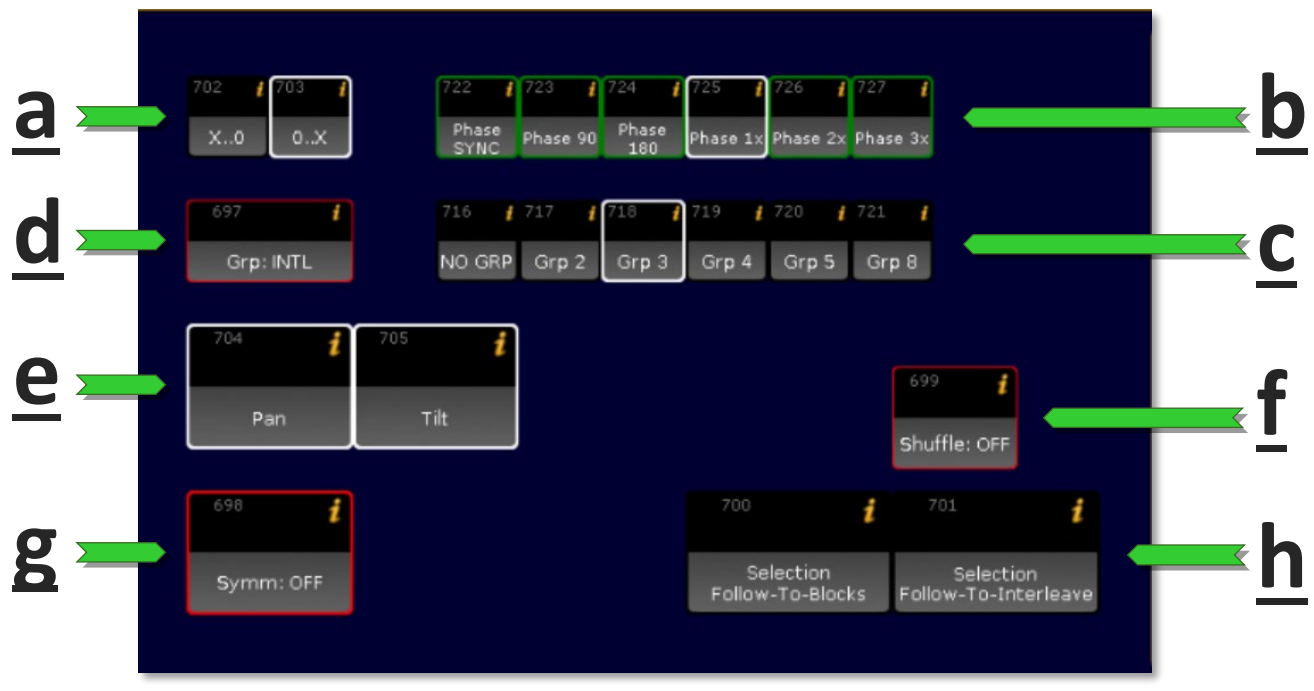 a
702 i 703 i
X..0 0..X
722 i 723 i 724 i 725 i 726 i 727 i
Phase SYNC
Phase 90
Phase 180
Phase 1x Phase 2x Phase 3x
b
d
697 i
Grp: INTL
716 i 717 i 718 i 719 i 720 i 721 i
NO GRP Grp 2 Grp 3 Grp 4 Grp 5 Grp 8
c
e
704 i 705 i
Pan Tilt
699 i
Shuffle: OFF
f
g
698 i
Symm: OFF
700 i 701 i
Selection
Follow-To-Blocks
Selection
Follow-To-Interleave
h